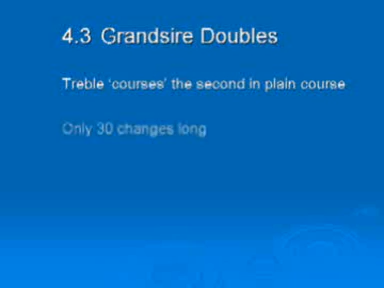 4.3 Grandsire Doubles
Treble 'courses' the second in plain course
Only 30 changes long